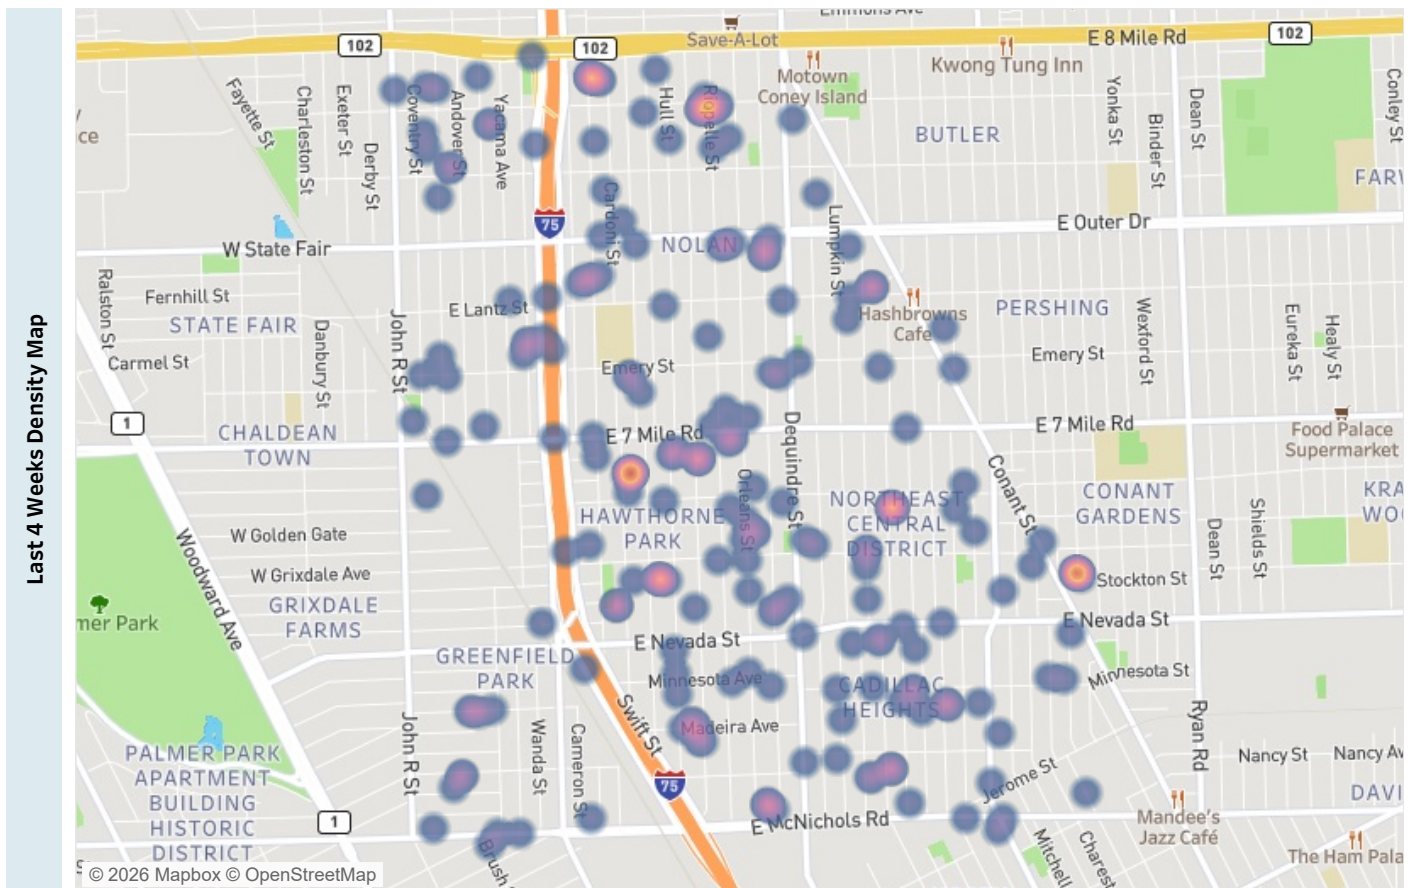 Last 4 Weeks Density Map
Emmons Ave
102
102
102
Save-A-Lot
E 8 Mile Rd
Kwong Tung Inn
Motown
Coney Island
BUTLER
Fayette St
Charleston St
Exeter St
Derby St
Coventry St
Andover St
Yacama Ave
Hull St
Riopelle St
Yonka St
Binder St
Dean St
Conley St
ce
FAR
75
Cardoni St
W State Fair
NOLAN
Lumpkin St
E Outer Dr
Ralston St
Fernhill St
STATE FAIR
E Lantz St
John R St
Danbury St
Carmel St
Hashbrowns
Cafe
PERSHING
Wexford St
Eureka St
Healy St
Emery St
Emery St
1
CHALDEAN
TOWN
E 7 Mile Rd
E 7 Mile Rd
Dequindre St
Food Palace
Supermarket
Orleans St
Conant St
CONANT
GARDENS
KRA
WO
HAWTHORNE
PARK
NORTHEAST
CENTRAL
DISTRICT
W Golden Gate
Woodward Ave
Dean St
Shields St
W Grixdale Ave
GRIXDALE
FARMS
mer Park
Stockton St
E Nevada St
E Nevada St
GREENFIELD
PARK
Minnesota Ave
Minnesota St
CADILLAC
HEIGHTS
Swift St
Madeira Ave
John R St
Wanda St
Cameron St
Ryan Rd
Nancy St
Nancy Av
PALMER PARK
APARTMENT
BUILDING
HISTORIC
DISTRICT
75
Jerome St
DAVI
1
E McNichols Rd
Mandee's
Jazz Café
Brush
Mitchell
Charest
The Ham Pala
© 2026 Mapbox © OpenStreetMap